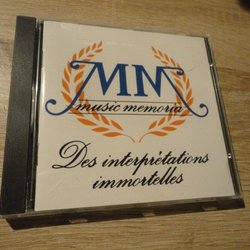 MM
music memoria
Des interprétations
immortelles